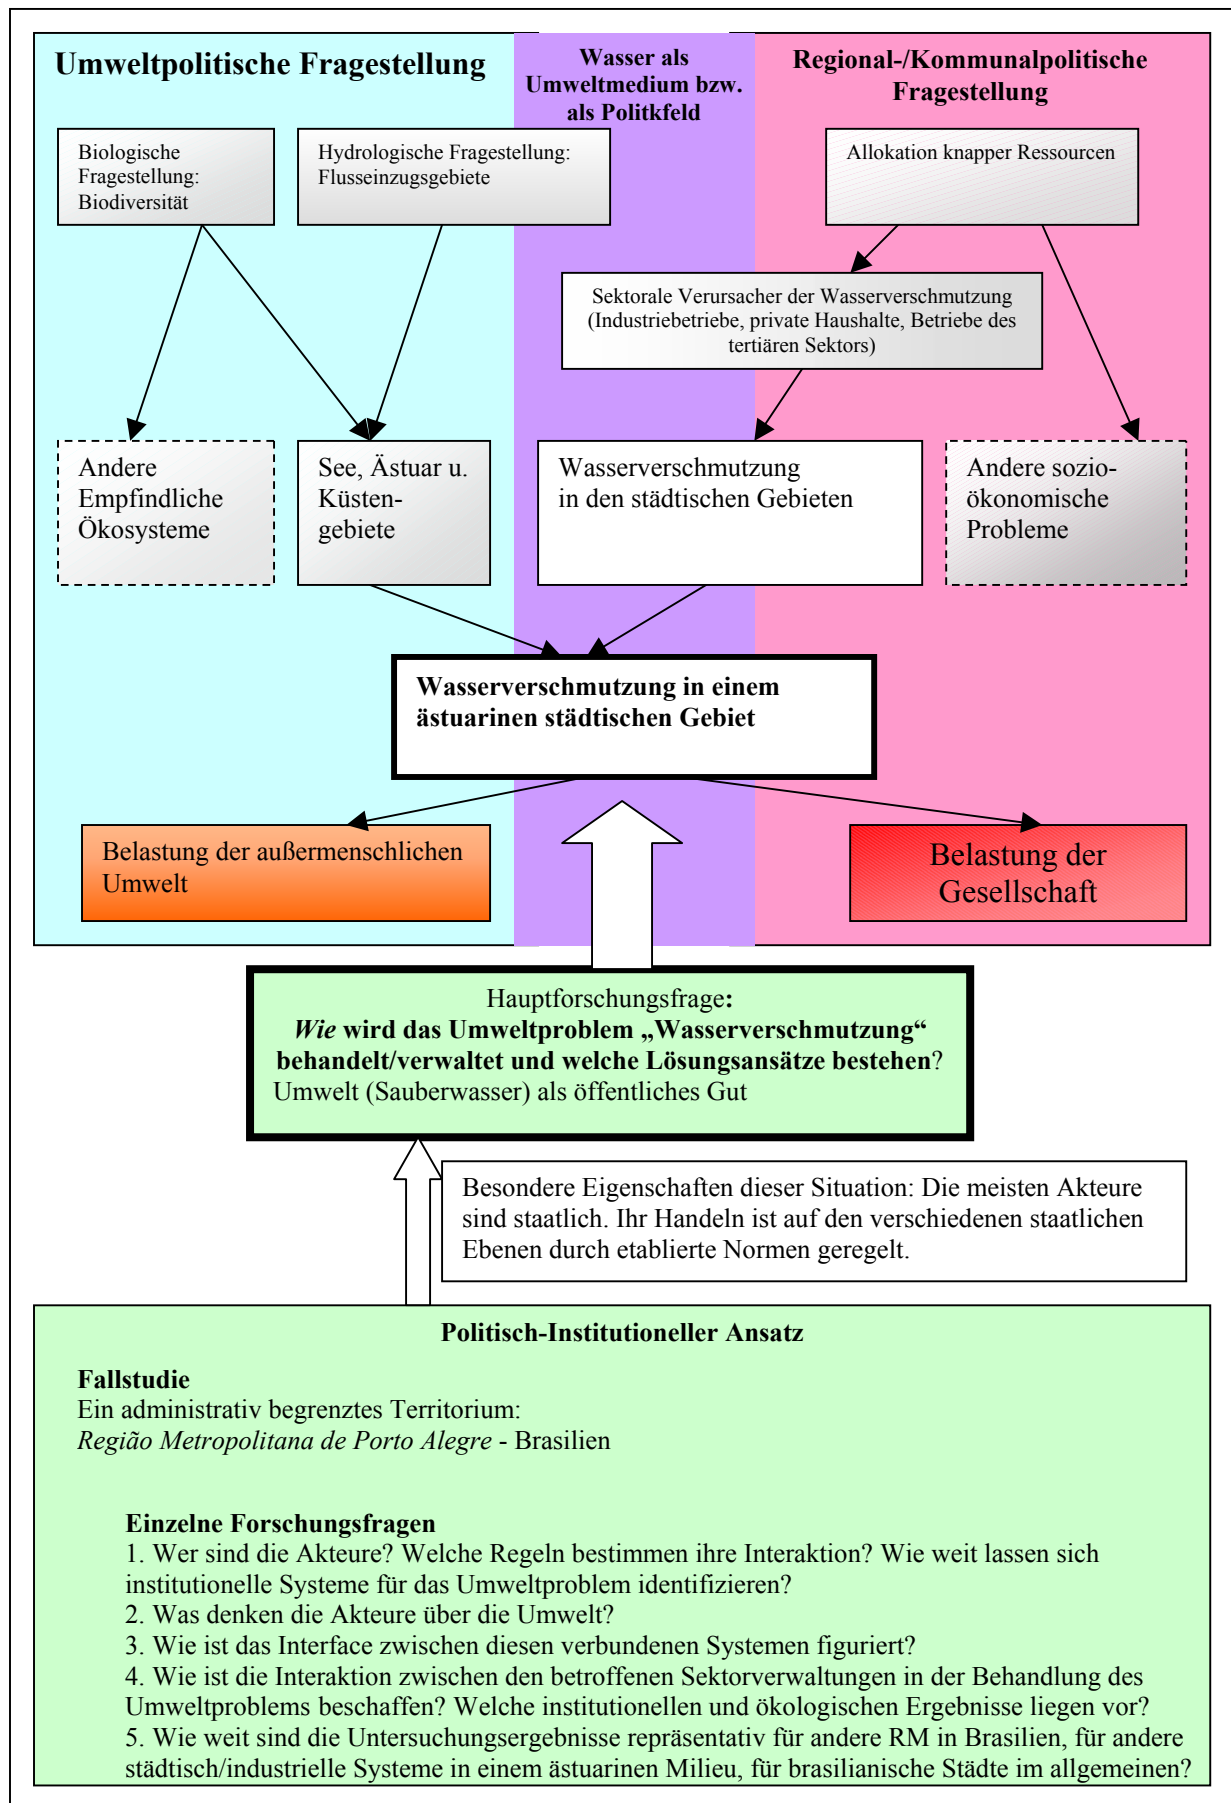 Umweltpolitische Fragestellung
Wasser als
Umweltmedium bzw.
als Politkfeld
Regional-/Kommunalpolitische
Fragestellung
Biologische
Fragestellung:
Biodiversität
Hydrologische Fragestellung:
Flusseinzugsgebiete
Allokation knapper Ressourcen
Sektorale Verursacher der Wasserverschmutzung
(Industriebetriebe, private Haushalte, Betriebe des
tertiären Sektors)
Andere
Empfindliche
Ökosysteme
See, Ästuar u.
Küsten-
gebiete
Wasserverschmutzung
in den städtischen Gebieten
Andere sozio-
ökonomische
Probleme
Wasserverschmutzung in einem
ästuarinen städtischen Gebiet
Belastung der außermenschlichen
Umwelt
Belastung der
Gesellschaft
Hauptforschungsfrage:
Wie wird das Umweltproblem „Wasserverschmutzung“
behandelt/verwaltet und welche Lösungsansätze bestehen?
Umwelt (Sauberwasser) als öffentliches Gut
Besondere Eigenschaften dieser Situation: Die meisten Akteure
sind staatlich. Ihr Handeln ist auf den verschiedenen staatlichen
Ebenen durch etablierte Normen geregelt.
Politisch-Institutioneller Ansatz
Fallstudie
Ein administrativ begrenztes Territorium:
Região Metropolitana de Porto Alegre - Brasilien
Einzelne Forschungsfragen
1. Wer sind die Akteure? Welche Regeln bestimmen ihre Interaktion? Wie weit lassen sich
institutionelle Systeme für das Umweltproblem identifizieren?
2. Was denken die Akteure über die Umwelt?
3. Wie ist das Interface zwischen diesen verbundenen Systemen figuriert?
4. Wie ist die Interaktion zwischen den betroffenen Sektorverwaltungen in der Behandlung des
Umweltproblems beschaffen? Welche institutionellen und ökologischen Ergebnisse liegen vor?
5. Wie weit sind die Untersuchungsergebnisse repräsentativ für andere RM in Brasilien, für andere
städtisch/industrielle Systeme in einem ästuarinen Milieu, für brasilianische Städte im allgemeinen?